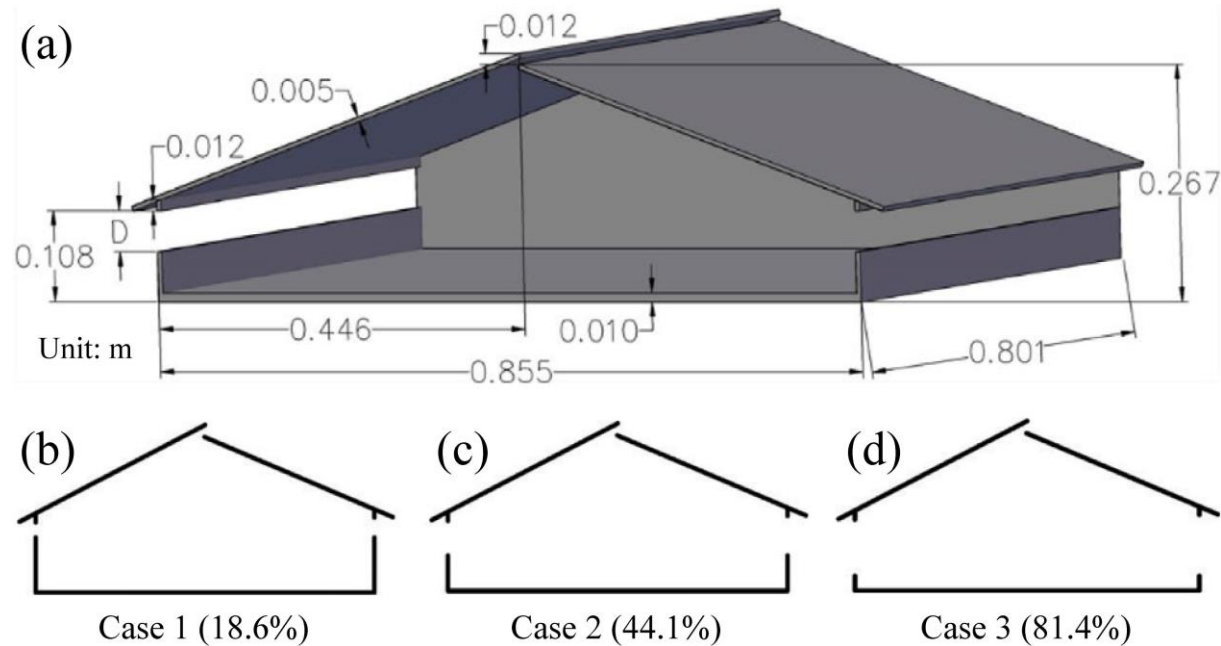 (a)
0.012
0.005
0.012
D
0.108
0.267
Unit: m
0.446
0.010
0.855
0.801
(b)
(c)
(d)
Case 1 (18.6%)
Case 2 (44.1%)
Case 3 (81.4%)